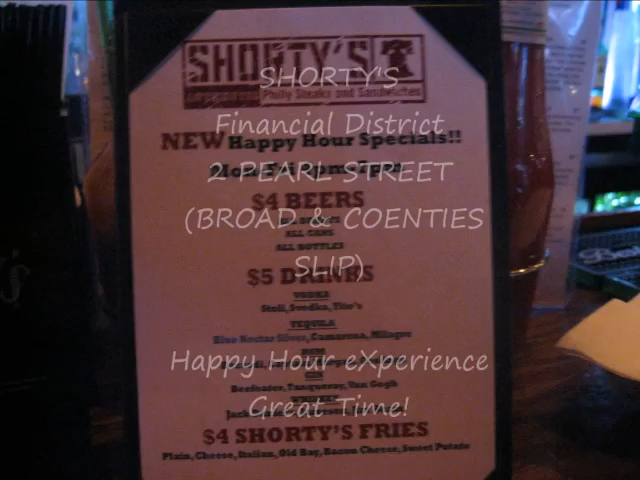 SHORTY'S
SHORTY'S
Philly Steaks and Sandwiches
Financial District
NEW Happy Hour Specials!!
2 PEARL STREET
$4 BEERS
(BROAD & COENTIES
ALL CANS
ALL BOTTLES
SLIP)
$5 DRINKS
VODKA
Stoli, Svedka, Tito's
TEQUILA
Blue Nectar Silver, Camarena, Milagro
Happy Hour eXperience
GIN
Beefeater, Tanqueray, Van Gogh
Great Time!
$4 SHORTY'S FRIES
Plain, Cheese, Italian, Old Bay, Bacon Cheese, Sweet Potato